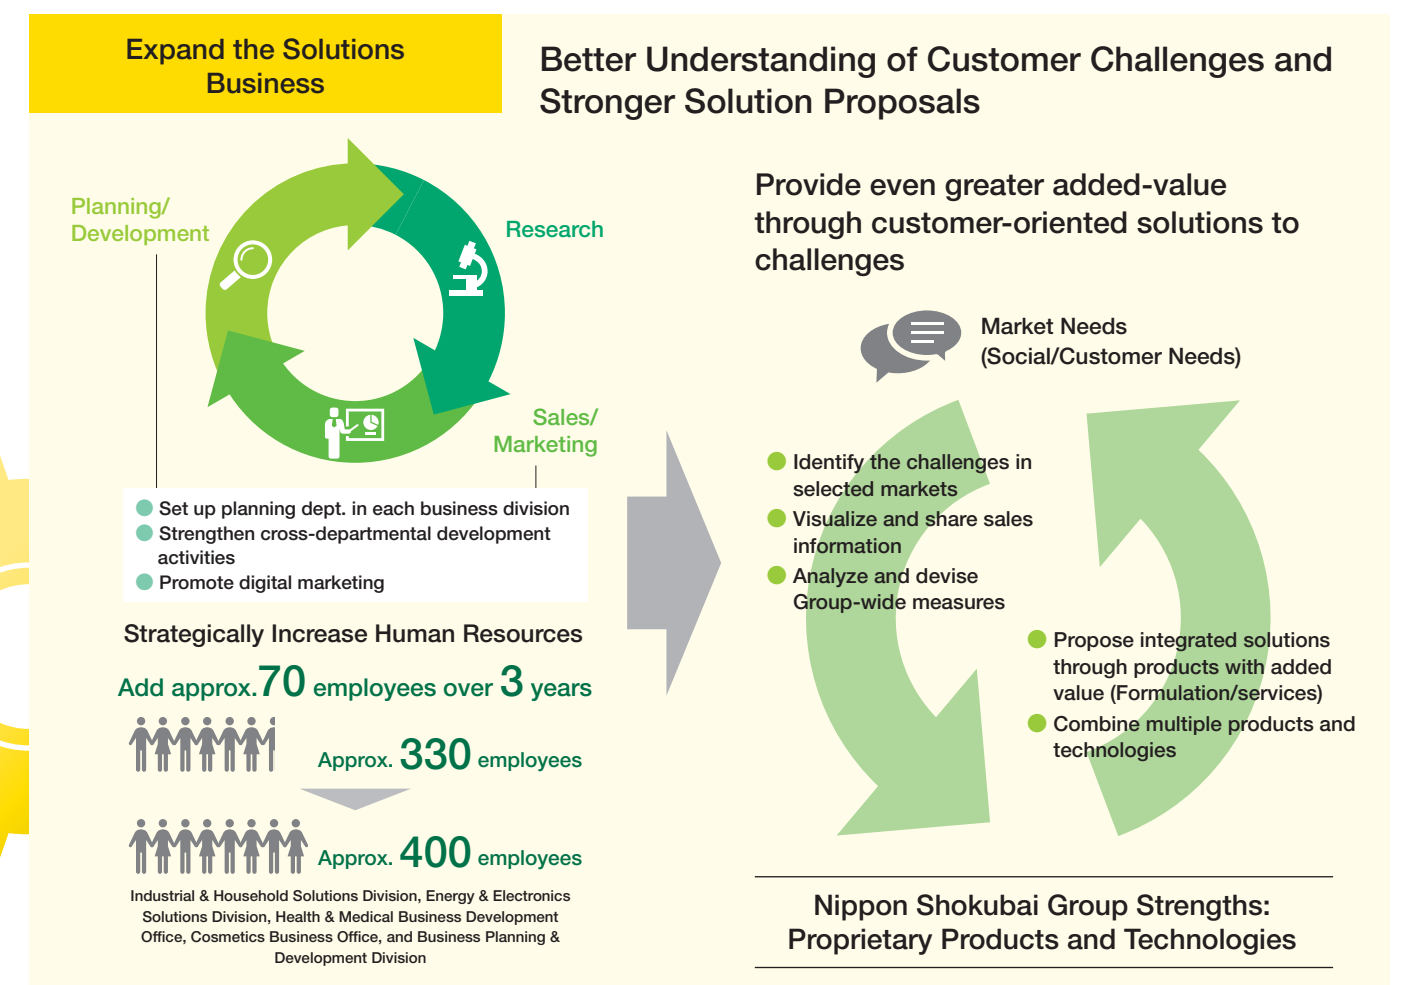 Expand the Solutions
Business
Better Understanding of Customer Challenges and
Stronger Solution Proposals
Planning/
Development
Research
Sales/
Marketing
Set up planning dept. in each business division
Strengthen cross-departmental development
activities
Promote digital marketing
Strategically Increase Human Resources
Add approx.70 employees over 3 years
Approx. 330 employees
Approx. 400 employees
Industrial & Household Solutions Division, Energy & Electronics
Solutions Division, Health & Medical Business Development
Office, Cosmetics Business Office, and Business Planning &
Development Division
Provide even greater added-value
through customer-oriented solutions to
challenges
Market Needs
(Social/Customer Needs)
Identify the challenges in
selected markets
Visualize and share sales
information
Analyze and devise
Group-wide measures
Propose integrated solutions
through products with added
value (Formulation/services)
Combine multiple products and
technologies
Nippon Shokubai Group Strengths:
Proprietary Products and Technologies